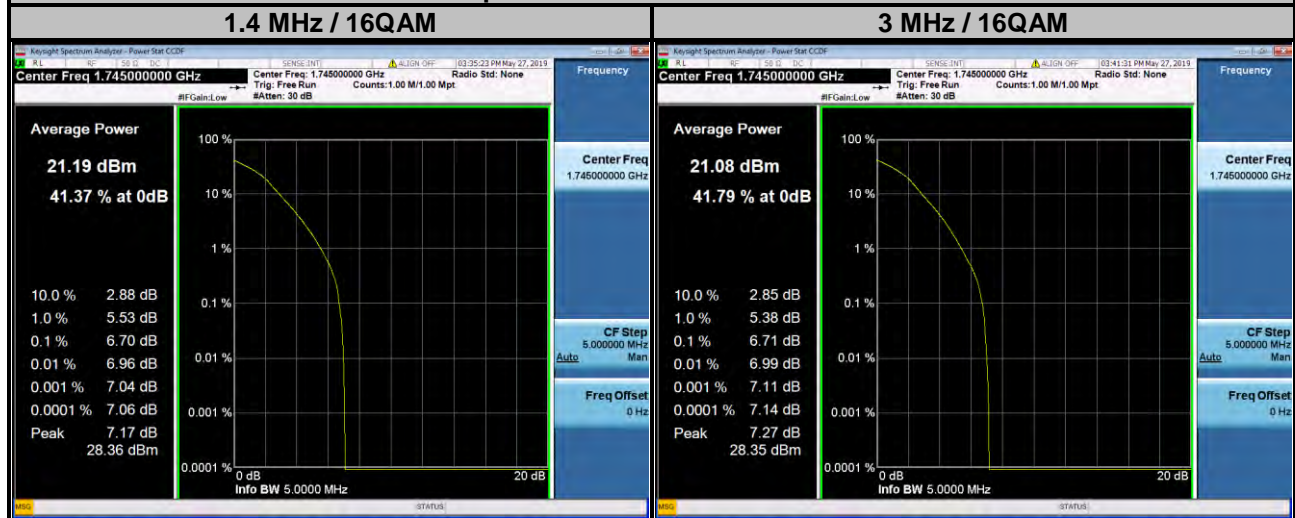 1.4 MHz / 16QAM
Keysight Spectrum Analyzer - Power Stat CCDF
RL RF 50 Ω DC SENSE:INT ALIGN OFF 03:35:23 PM May 27, 2019
Center Freq 1.745000000 GHz
Center Freq: 1.745000000 GHz Radio Std: None
Trig: Free Run Counts:1.00 M/1.00 Mpt
#IFGain:Low #Atten: 30 dB
Frequency
Average Power
21.19 dBm
41.37 % at 0dB
10.0 % 2.88 dB
1.0 % 5.53 dB
0.1 % 6.70 dB
0.01 % 6.96 dB
0.001 % 7.04 dB
0.0001 % 7.06 dB
Peak 7.17 dB
28.36 dBm
100 %
10 %
1 %
0.1 %
0.01 %
0.001 %
0.0001 %
0 dB 20 dB
Info BW 5.0000 MHz
Center Freq
1.745000000 GHz
CF Step
5.000000 MHz
Auto Man
Freq Offset
0 Hz
MSG STATUS
3 MHz / 16QAM
Keysight Spectrum Analyzer - Power Stat CCDF
RL RF 50 Ω DC SENSE:INT ALIGN OFF 03:41:31 PM May 27, 2019
Center Freq 1.745000000 GHz
Center Freq: 1.745000000 GHz Radio Std: None
Trig: Free Run Counts:1.00 M/1.00 Mpt
#IFGain:Low #Atten: 30 dB
Frequency
Average Power
21.08 dBm
41.79 % at 0dB
10.0 % 2.85 dB
1.0 % 5.38 dB
0.1 % 6.71 dB
0.01 % 6.99 dB
0.001 % 7.11 dB
0.0001 % 7.14 dB
Peak 7.27 dB
28.35 dBm
100 %
10 %
1 %
0.1 %
0.01 %
0.001 %
0.0001 %
0 dB 20 dB
Info BW 5.0000 MHz
Center Freq
1.745000000 GHz
CF Step
5.000000 MHz
Auto Man
Freq Offset
0 Hz
MSG STATUS